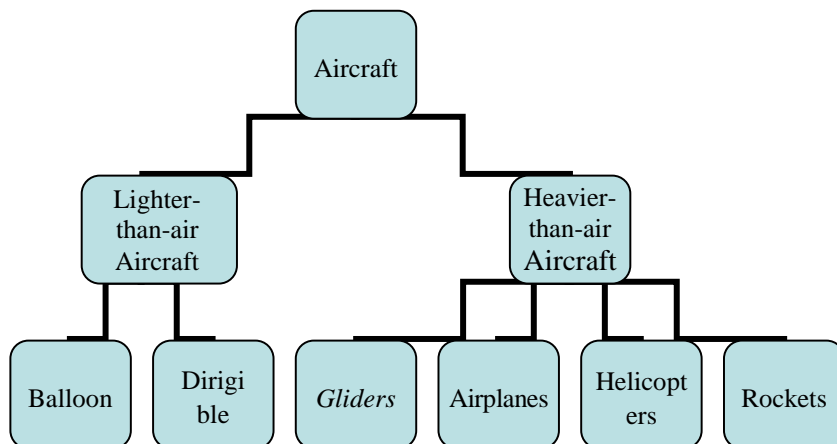 Aircraft
Lighter-
than-air
Aircraft
Heavier-
than-air
Aircraft
Balloon
Dirigi
ble
Gliders
Airplanes
Helicopt
ers
Rockets